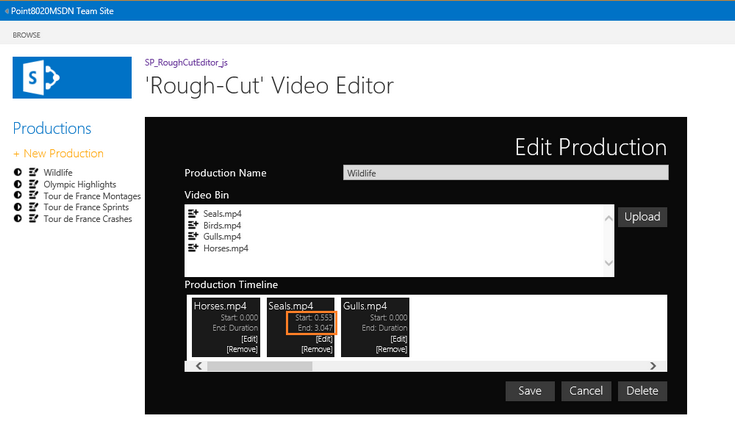 Point8020MSDN Team Site
BROWSE
S
SP_RoughCutEditor_js
'Rough-Cut' Video Editor
Productions
+ New Production
Wildlife
Olympic Highlights
Tour de France Montages
Tour de France Sprints
Tour de France Crashes
Edit Production
Production Name
Wildlife
Video Bin
Seals.mp4
Birds.mp4
Gulls.mp4
Horses.mp4
Upload
Production Timeline
Horses.mp4
Start: 0.000
End: Duration
[Edit]
[Remove]
Seals.mp4
Start: 0.553
End: 3.047
[Edit]
[Remove]
Gulls.mp4
Start: 0.000
End: Duration
[Edit]
[Remove]
Save Cancel Delete